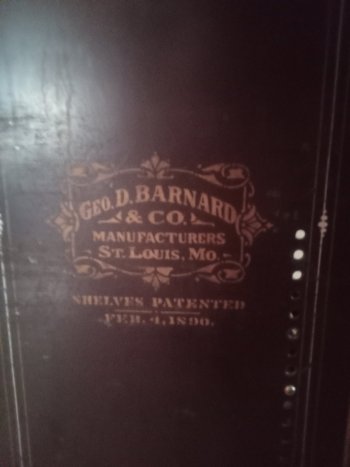 GEO. D. BARNARD
& CO.
MANUFACTURERS
ST. LOUIS, MO.
SHELVES PATENTED
FEB. 4, 1890.